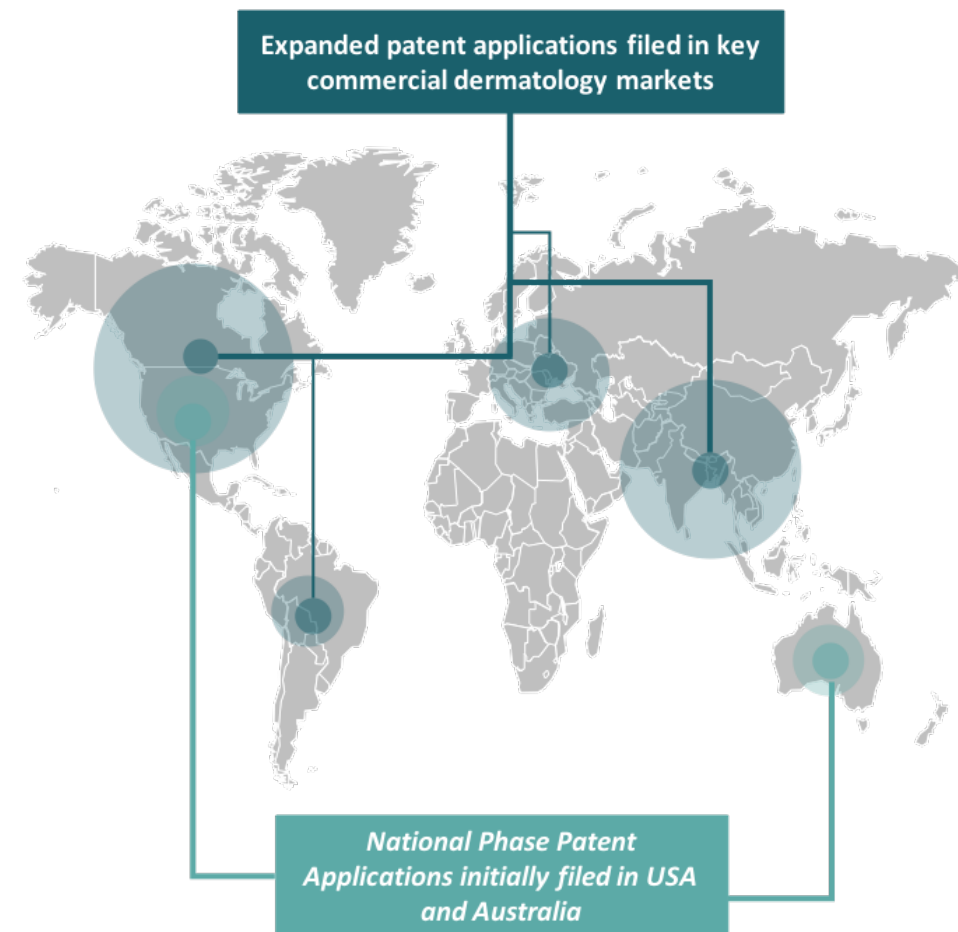 Expanded patent applications filed in key
commercial dermatology markets
National Phase Patent
Applications initially filed in USA
and Australia